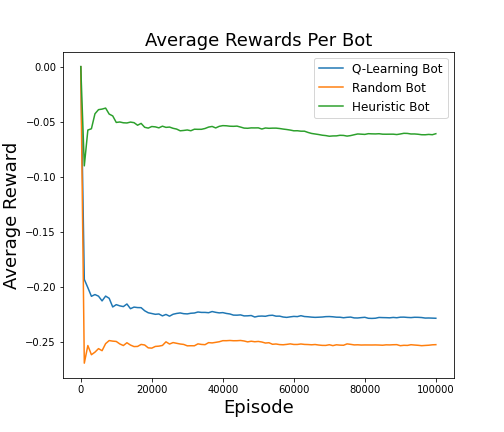 Average Rewards Per Bot
Q-Learning Bot
Random Bot
Heuristic Bot
Average Reward
0.00
−0.05
−0.10
−0.15
−0.20
−0.25
0 20000 40000 60000 80000 100000
Episode